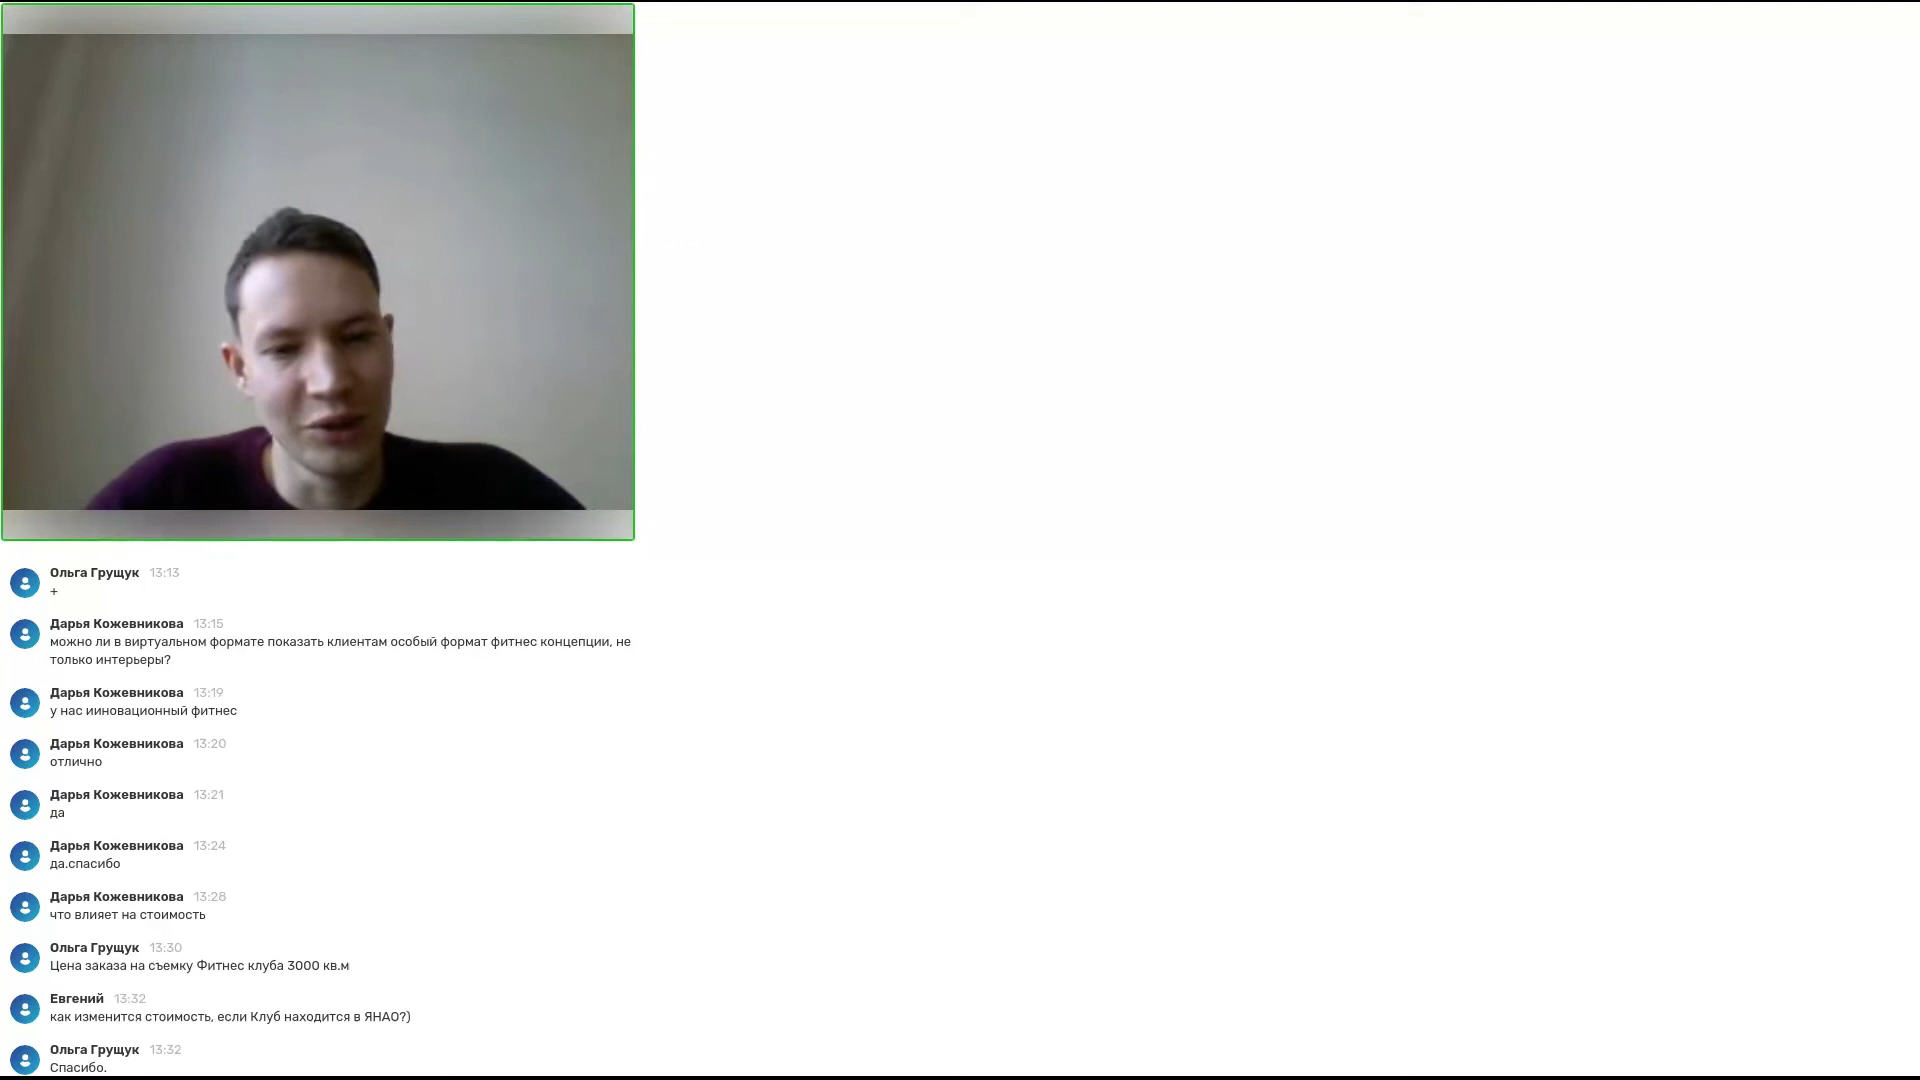 Ольга Грущук 13:13
+
Дарья Кожевникова 13:15
можно ли в виртуальном формате показать клиентам особый формат фитнес концепции, не
только интерьеры?
Дарья Кожевникова 13:19
у нас ииновационный фитнес
Дарья Кожевникова 13:20
отлично
Дарья Кожевникова 13:21
да
Дарья Кожевникова 13:24
да.спасибо
Дарья Кожевникова 13:28
что влияет на стоимость
Ольга Грущук 13:30
Цена заказа на съемку Фитнес клуба 3000 кв.м
Евгений 13:32
как изменится стоимость, если Клуб находится в ЯНАО?)
Ольга Грущук 13:32
Спасибо.